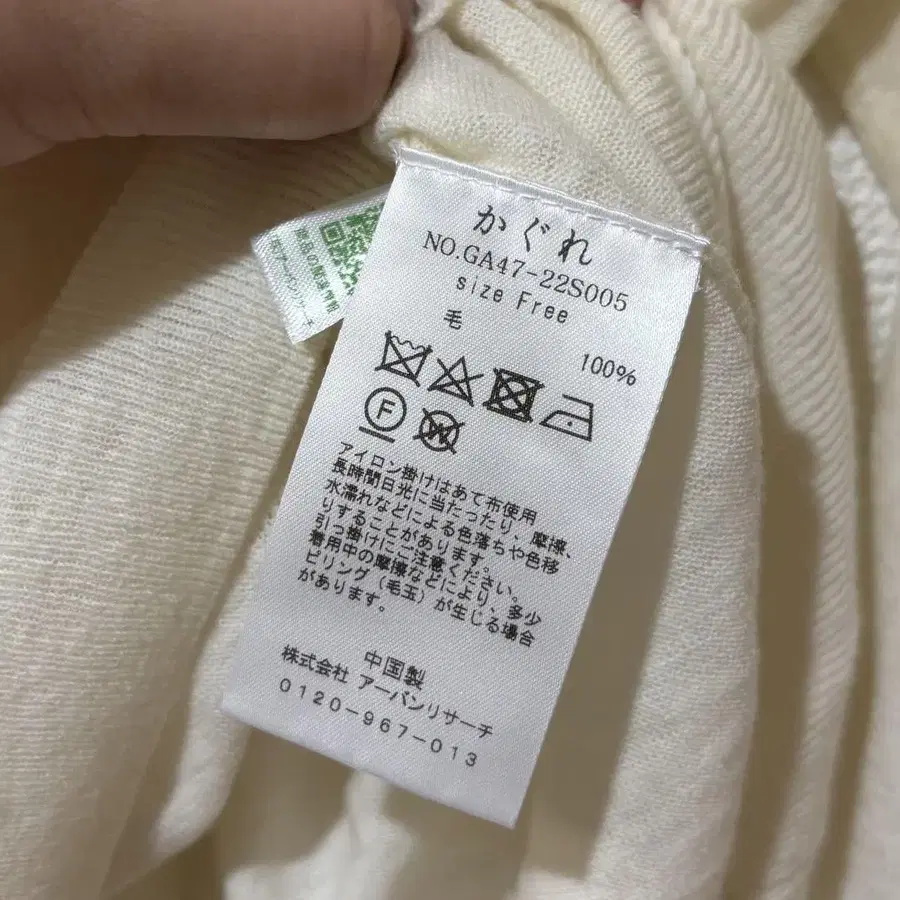 かぐれ
NO.GA47-22S005
size Free
毛
100%
F
W
アイロン掛けはあて布使用
長時間日光に当たったり、摩擦、
水濡れなどによる色落ちや色移
りすることがあります。
引っ掛けにご注意ください。
着用中の摩擦などにより、多少
ピリング(毛玉)が生じる場合
があります。
中国製
株式会社 アーバンリサーチ
0120-967-013